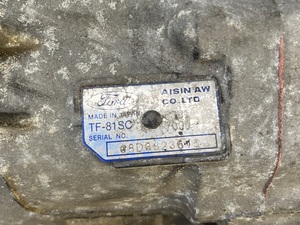 Ford
AISIN AW
CO.,LTD
MADE IN JAPAN
TF-81SC
SERIAL NO.